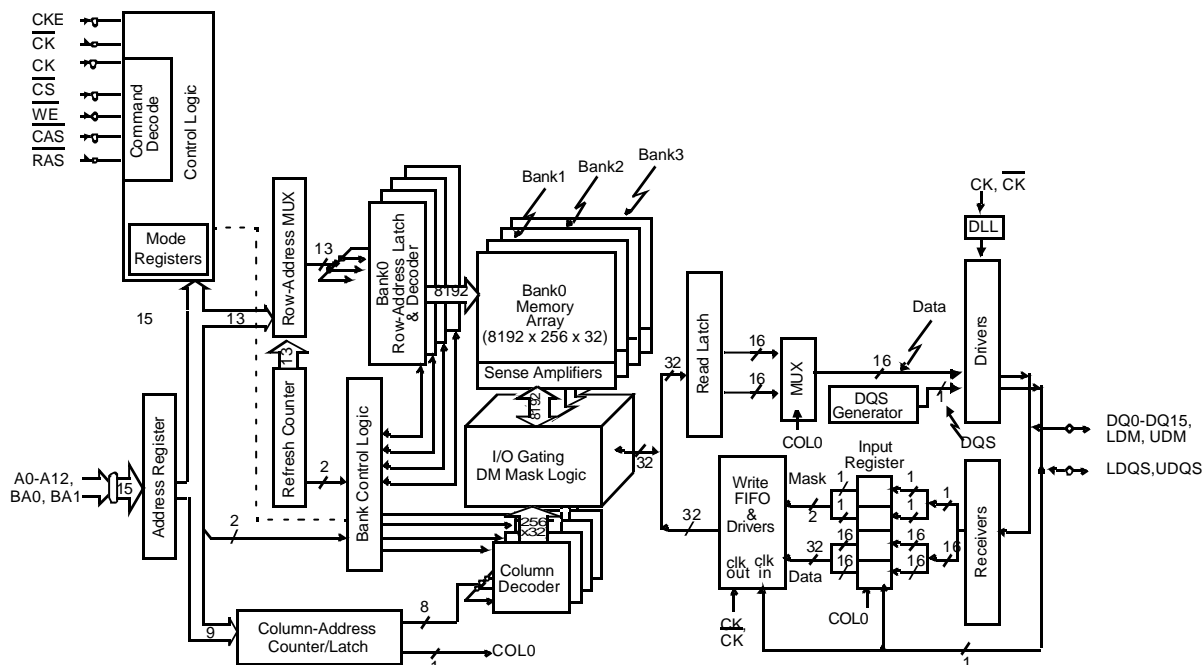 CKE
CK
CK
CS
WE
CAS
RAS
Command
Decode
Control Logic
Mode
Registers
15
13
Row-Address MUX
13
13
Refresh Counter
2
Bank0
Row-Address Latch
& Decoder
8192
Bank1
Bank2
Bank3
Bank0
Memory
Array
(8192 x 256 x 32)
Sense Amplifiers
8192
I/O Gating
DM Mask Logic
Bank Control Logic
256
x32
Column
Decoder
A0-A12,
BA0, BA1
15
Address Register
2
9
Column-Address
Counter/Latch
8
1
COL0
32
32
32
Read Latch
16
16
MUX
COL0
16
Data
DQS
Generator
1
DQS
CK, CK
DLL
Drivers
DQ0-DQ15,
LDM, UDM
LDQS,UDQS
Input
Register
Write
FIFO
&
Drivers
clk
out
clk
in
Mask
2
32
Data
1
1
16
16
1
1
16
16
1
16
Receivers
CK,
CK
COL0
1